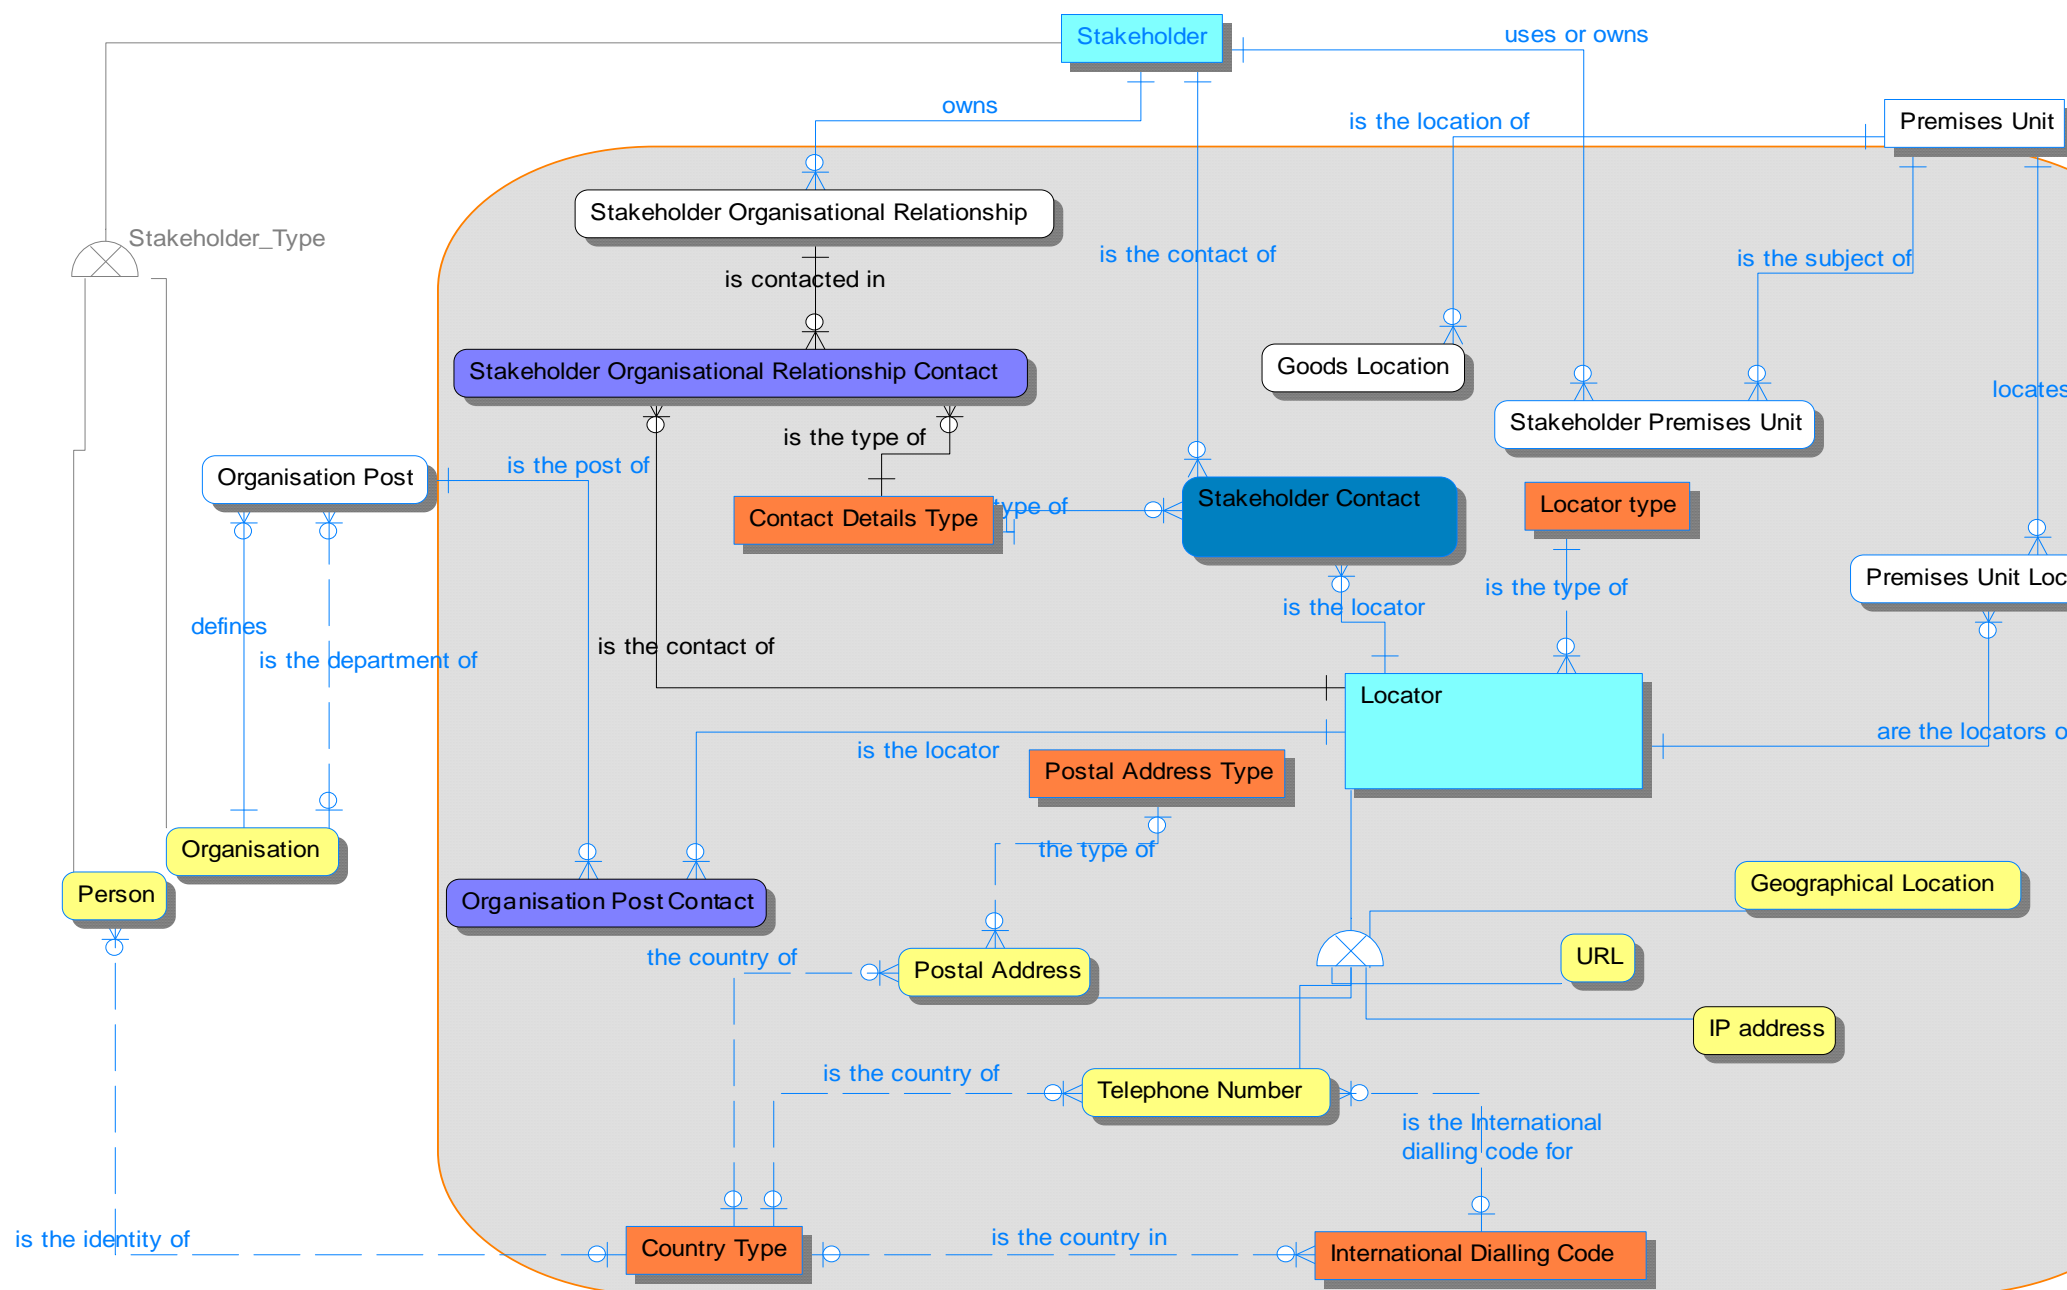 Stakeholder
uses or owns
owns
is the location of
Premises Unit
Stakeholder Organisational Relationship
Stakeholder_Type
is the contact of
is the subject of
is contacted in
Stakeholder Organisational Relationship Contact
Goods Location
locates
Stakeholder Premises Unit
is the type of
is the post of
Organisation Post
Contact Details Type
type of
Stakeholder Contact
Locator type
Premises Unit Loc
is the type of
is the locator
defines
is the department of
is the contact of
Locator
are the locators o
is the locator
Postal Address Type
the type of
Organisation
Person
Organisation Post Contact
Geographical Location
the country of
Postal Address
URL
IP address
is the country of
Telephone Number
is the International
dialling code for
is the identity of
Country Type
is the country in
International Dialling Code